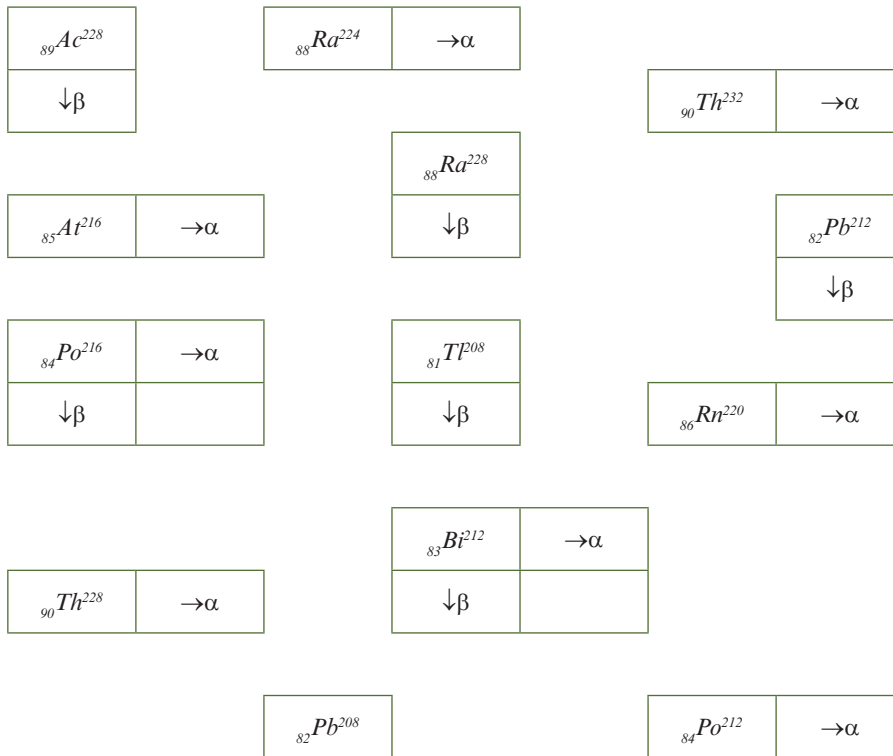 ₈₉Ac²²⁸ ₈₈Ra²²⁴ →α
↓β ₉₀Th²³² →α
₈₈Ra²²⁸
₈₅At²¹⁶ →α ↓β ₈₂Pb²¹²
↓β
₈₄Po²¹⁶ →α ₈₁Tl²⁰⁸
↓β ↓β ₈₆Rn²²⁰ →α
₈₃Bi²¹² →α
₉₀Th²²⁸ →α ↓β
₈₂Pb²⁰⁸ ₈₄Po²¹² →α